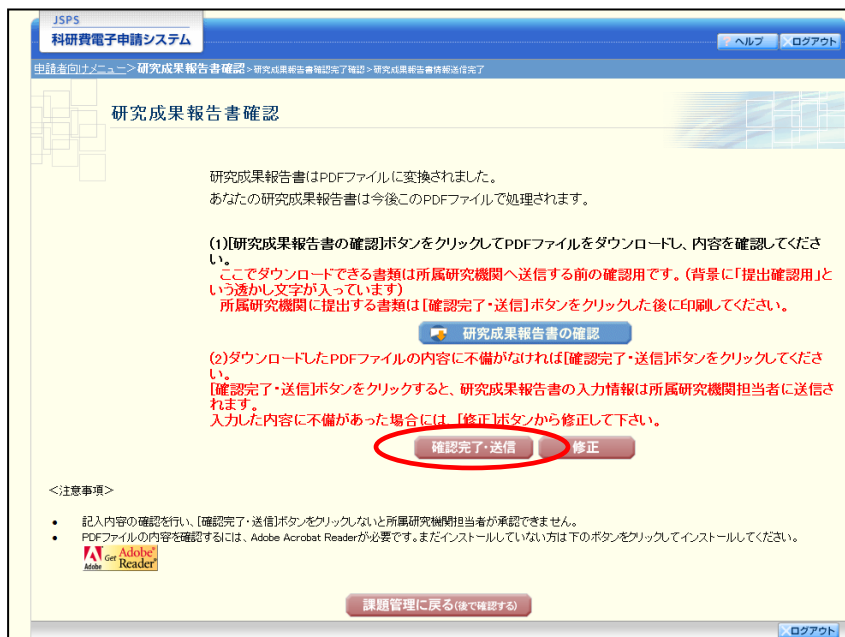 JSPS
科研費電子申請システム
ヘルプ
ログアウト
申請者向けメニュー>研究成果報告書確認>研究成果報告書確認完了確認>研究成果報告書情報送信完了
研究成果報告書確認
研究成果報告書はPDFファイルに変換されました。
あなたの研究成果報告書は今後このPDFファイルで処理されます。
(1)[研究成果報告書の確認]ボタンをクリックしてPDFファイルをダウンロードし、内容を確認してくださ
い。
ここでダウンロードできる書類は所属研究機関へ送信する前の確認用です。(背景に「提出確認用」と
いう透かし文字が入っています)
所属研究機関に提出する書類は[確認完了・送信]ボタンをクリックした後に印刷してください。
研究成果報告書の確認
(2)ダウンロードしたPDFファイルの内容に不備がなければ[確認完了・送信]ボタンをクリックしてくださ
い。
[確認完了・送信]ボタンをクリックすると、研究成果報告書の入力情報は所属研究機関担当者に送信さ
れます。
入力した内容に不備があった場合には、[修正]ボタンから修正して下さい。
確認完了・送信
修正
<注意事項>
• 記入内容の確認を行い、[確認完了・送信]ボタンをクリックしないと所属研究機関担当者が承認できません。
• PDFファイルの内容を確認するには、Adobe Acrobat Readerが必要です。まだインストールしていない方は下のボタンをクリックしてインストールしてください。
Adobe Get Adobe® Reader®
課題管理に戻る(後で確認する)
ログアウト